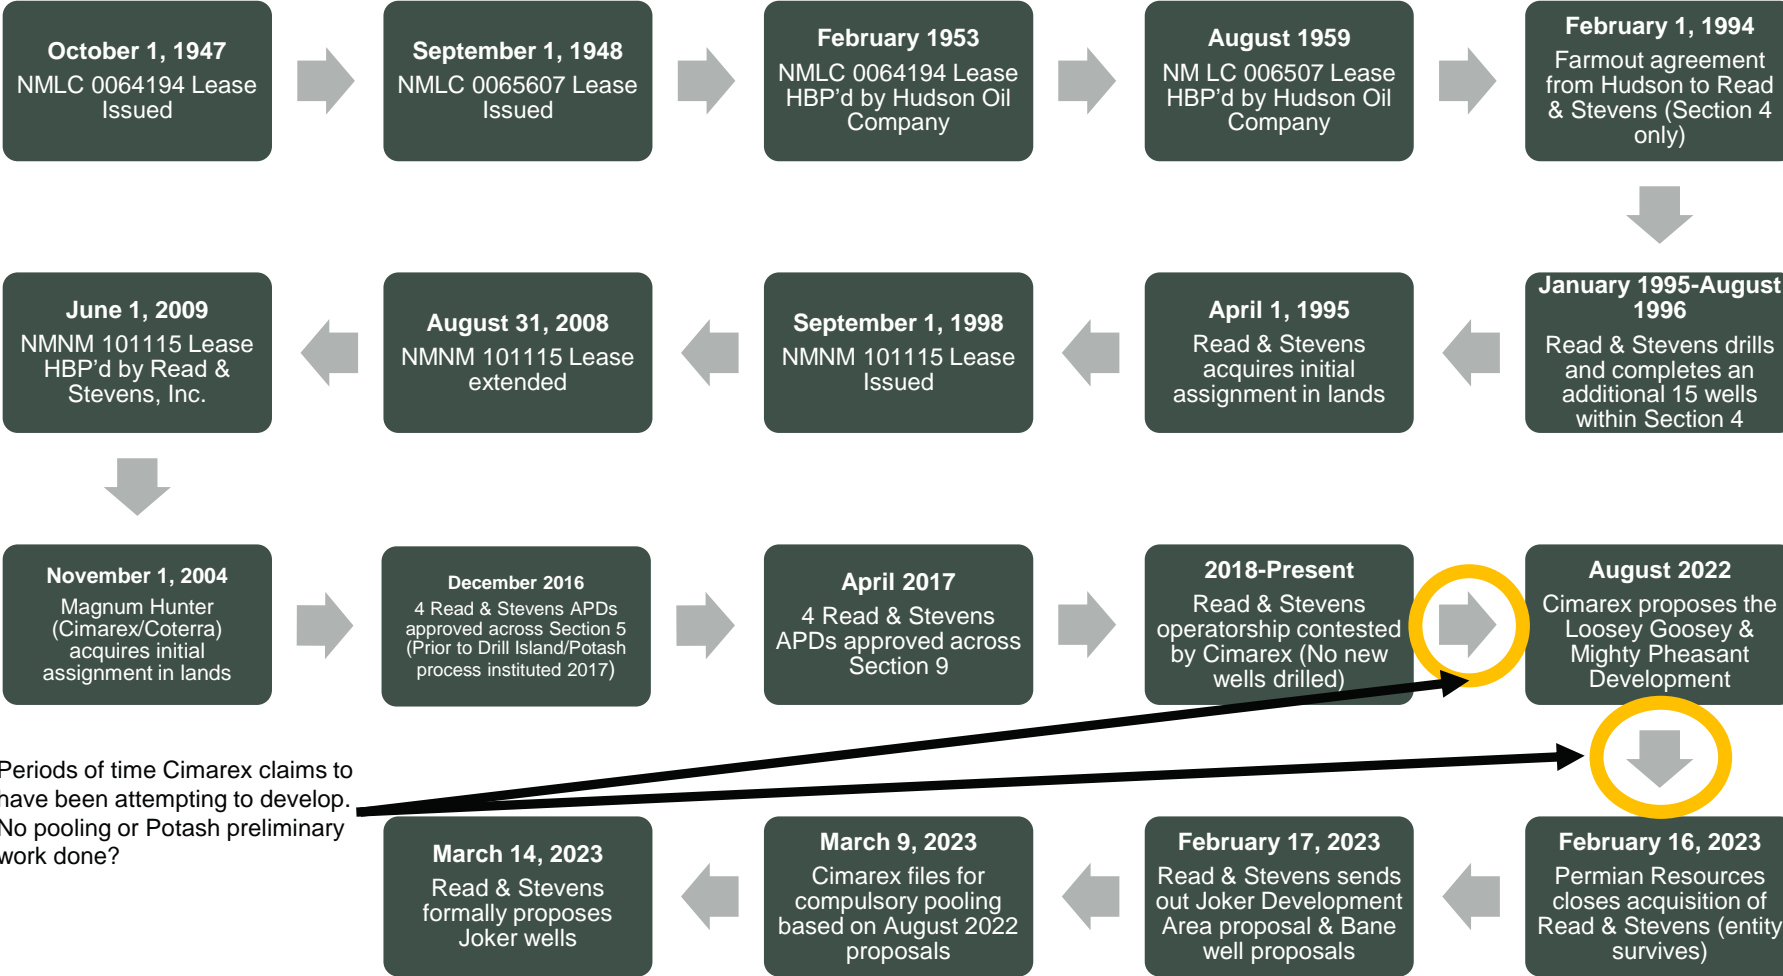 October 1, 1947
NMLC 0064194 Lease
Issued
September 1, 1948
NMLC 0065607 Lease
Issued
February 1953
NMLC 0064194 Lease
HBP'd by Hudson Oil
Company
August 1959
NM LC 006507 Lease
HBP'd by Hudson Oil
Company
February 1, 1994
Farmout agreement
from Hudson to Read
& Stevens (Section 4
only)
January 1995-August
1996
Read & Stevens drills
and completes an
additional 15 wells
within Section 4
April 1, 1995
Read & Stevens
acquires initial
assignment in lands
September 1, 1998
NMNM 101115 Lease
Issued
August 31, 2008
NMNM 101115 Lease
extended
June 1, 2009
NMNM 101115 Lease
HBP'd by Read &
Stevens, Inc.
November 1, 2004
Magnum Hunter
(Cimarex/Coterra)
acquires initial
assignment in lands
December 2016
4 Read & Stevens APDs
approved across Section 5
(Prior to Drill Island/Potash
process instituted 2017)
April 2017
4 Read & Stevens
APDs approved across
Section 9
2018-Present
Read & Stevens
operatorship contested
by Cimarex (No new
wells drilled)
August 2022
Cimarex proposes the
Loosey Goosey &
Mighty Pheasant
Development
February 16, 2023
Permian Resources
closes acquisition of
Read & Stevens (entity
survives)
February 17, 2023
Read & Stevens sends
out Joker Development
Area proposal & Bane
well proposals
March 9, 2023
Cimarex files for
compulsory pooling
based on August 2022
proposals
March 14, 2023
Read & Stevens
formally proposes
Joker wells
Periods of time Cimarex claims to
have been attempting to develop.
No pooling or Potash preliminary
work done?